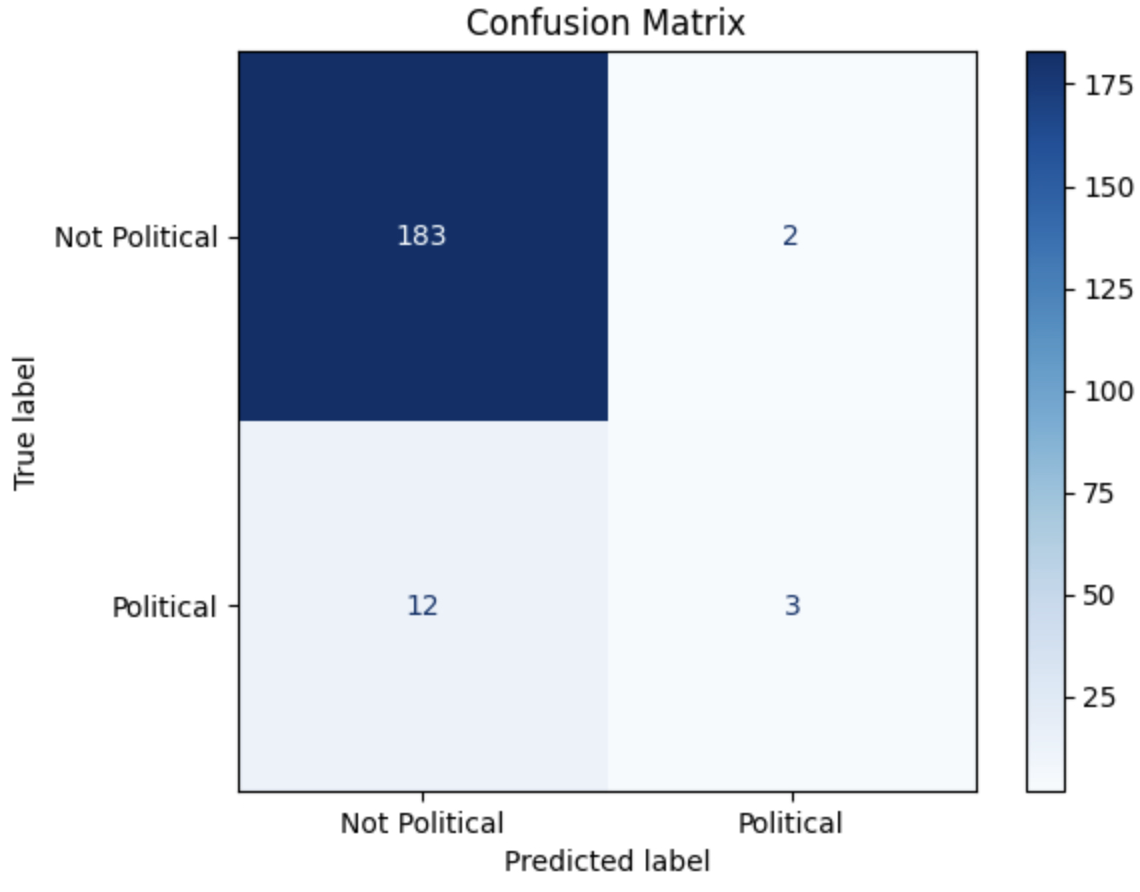 Confusion Matrix
175
150
125
100
75
50
25
True label
Not Political
183
2
Political
12
3
Not Political
Political
Predicted label